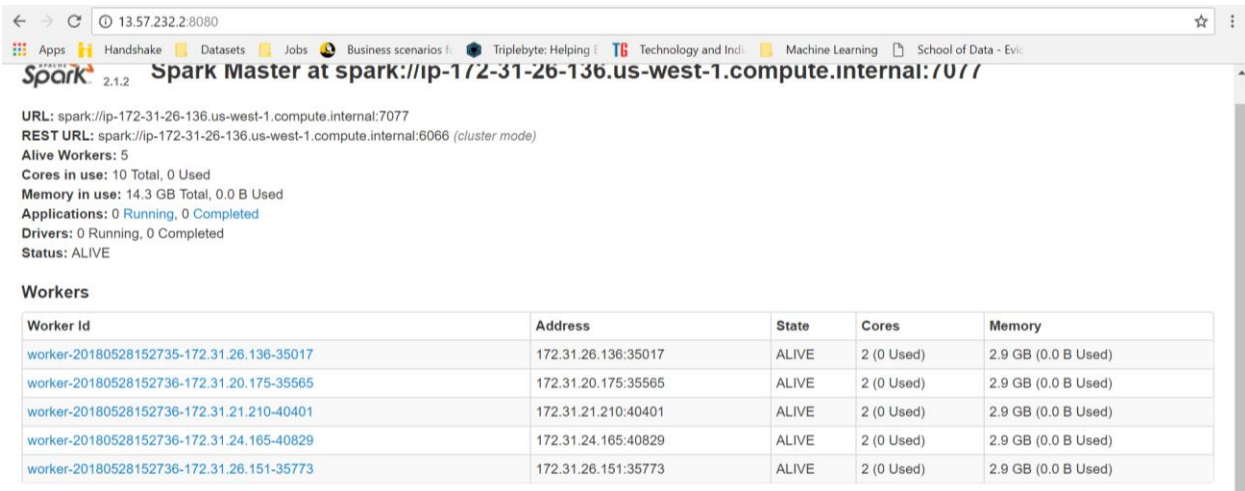 13.57.232.2:8080
Apps Handshake Datasets Jobs Business scenarios fo Triplebyte: Helping E TG Technology and Indi Machine Learning School of Data - Evic
APACHE Spark 2.1.2 Spark Master at spark://ip-172-31-26-136.us-west-1.compute.internal:7077
URL: spark://ip-172-31-26-136.us-west-1.compute.internal:7077
REST URL: spark://ip-172-31-26-136.us-west-1.compute.internal:6066 (cluster mode)
Alive Workers: 5
Cores in use: 10 Total, 0 Used
Memory in use: 14.3 GB Total, 0.0 B Used
Applications: 0 Running, 0 Completed
Drivers: 0 Running, 0 Completed
Status: ALIVE
Workers
Worker Id Address State Cores Memory
worker-20180528152735-172.31.26.136-35017 172.31.26.136:35017 ALIVE 2 (0 Used) 2.9 GB (0.0 B Used)
worker-20180528152736-172.31.20.175-35565 172.31.20.175:35565 ALIVE 2 (0 Used) 2.9 GB (0.0 B Used)
worker-20180528152736-172.31.21.210-40401 172.31.21.210:40401 ALIVE 2 (0 Used) 2.9 GB (0.0 B Used)
worker-20180528152736-172.31.24.165-40829 172.31.24.165:40829 ALIVE 2 (0 Used) 2.9 GB (0.0 B Used)
worker-20180528152736-172.31.26.151-35773 172.31.26.151:35773 ALIVE 2 (0 Used) 2.9 GB (0.0 B Used)